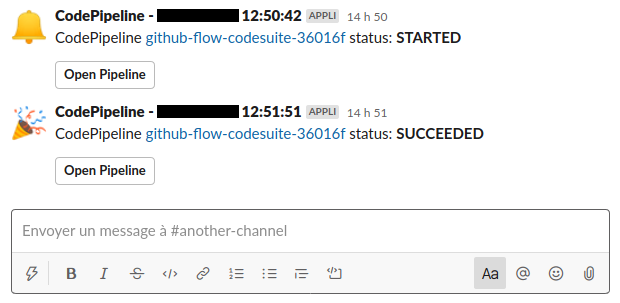 CodePipeline - 12:50:42 APPLI 14 h 50
CodePipeline github-flow-codesuite-36016f status: STARTED
Open Pipeline
CodePipeline - 12:51:51 APPLI 14 h 51
CodePipeline github-flow-codesuite-36016f status: SUCCEEDED
Open Pipeline
Envoyer un message à #another-channel
B I S </> Aa @